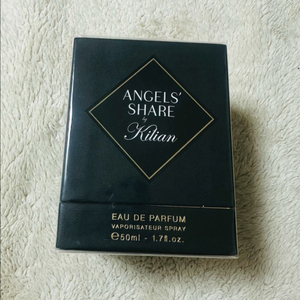 ANGELS'
SHARE
by
Kilian
EAU DE PARFUM
VAPORISATEUR SPRAY
℮50ml - 1.7fl.oz.